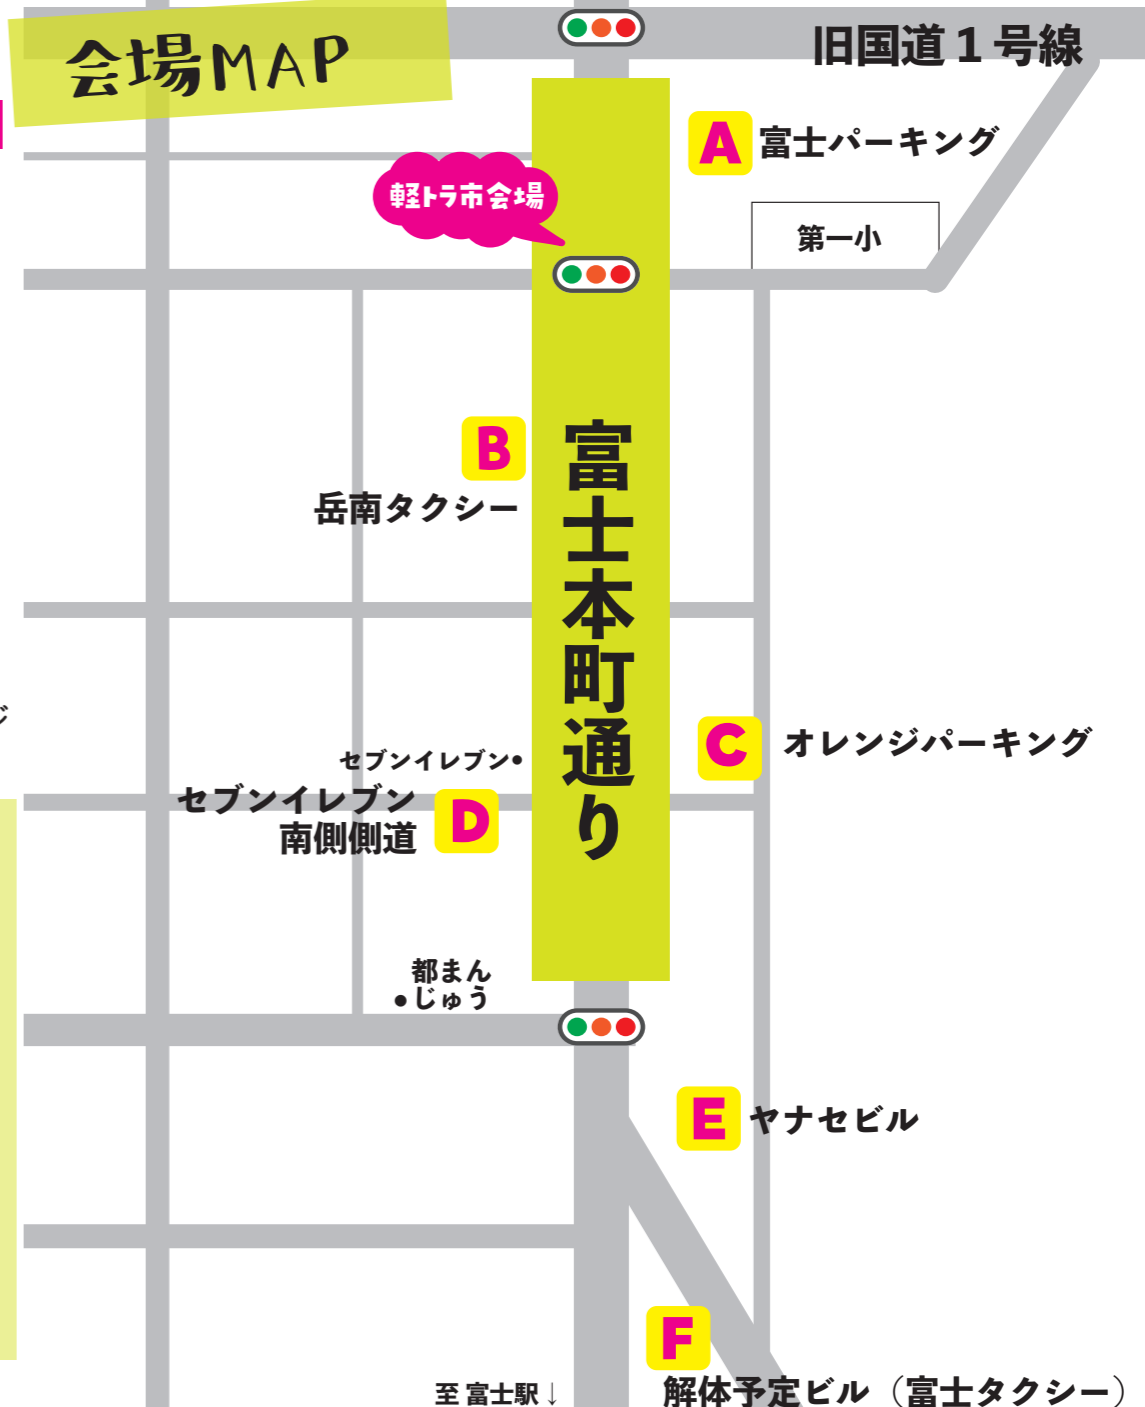 会場MAP
旧国道1号線
A 富士パーキング
軽トラ市会場
第一小
B
岳南タクシー
富士本町通り
じ
C オレンジパーキング
セブンイレブン
セブンイレブン
南側側道
D
都まん
じゅう
E ヤナセビル
F
至 富士駅↓
解体予定ビル（富士タクシー）